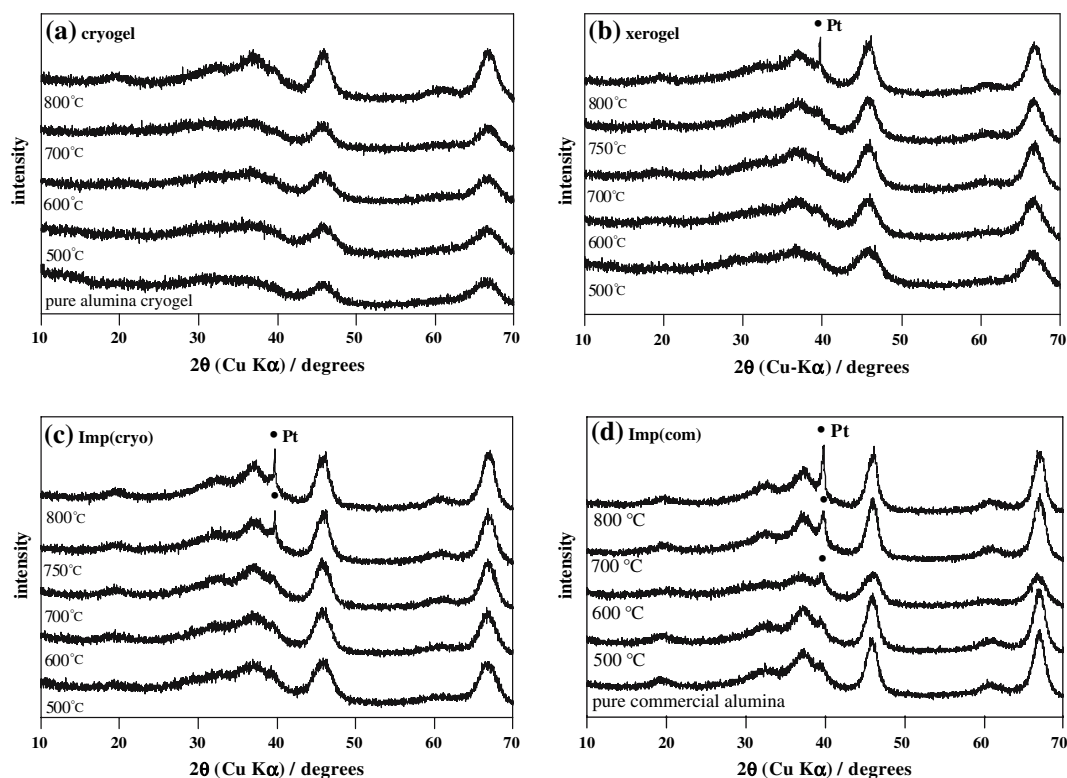 (a) cryogel
800°C
700°C
600°C
500°C
pure alumina cryogel
intensity
10 20 30 40 50 60 70
2θ (Cu Kα) / degrees
(b) xerogel
• Pt
800°C
750°C
700°C
600°C
500°C
intensity
10 20 30 40 50 60 70
2θ (Cu-Kα) / degrees
(c) Imp(cryo)
• Pt
•
800°C
750°C
700°C
600°C
500°C
intensity
10 20 30 40 50 60 70
2θ (Cu Kα) / degrees
(d) Imp(com)
• Pt
•
800 °C
700 °C
•
600 °C
500 °C
pure commercial alumina
intensity
10 20 30 40 50 60 70
2θ (Cu Kα) / degrees